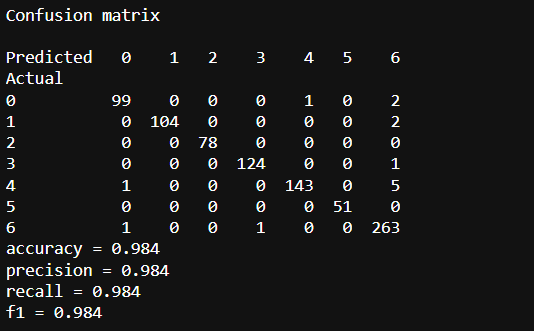 Confusion matrix
Predicted 0 1 2 3 4 5 6
Actual
0 99 0 0 0 1 0 2
1 0 104 0 0 0 0 2
2 0 0 78 0 0 0 0
3 0 0 0 124 0 0 1
4 1 0 0 0 143 0 5
5 0 0 0 0 0 51 0
6 1 0 0 1 0 0 263
accuracy = 0.984
precision = 0.984
recall = 0.984
f1 = 0.984